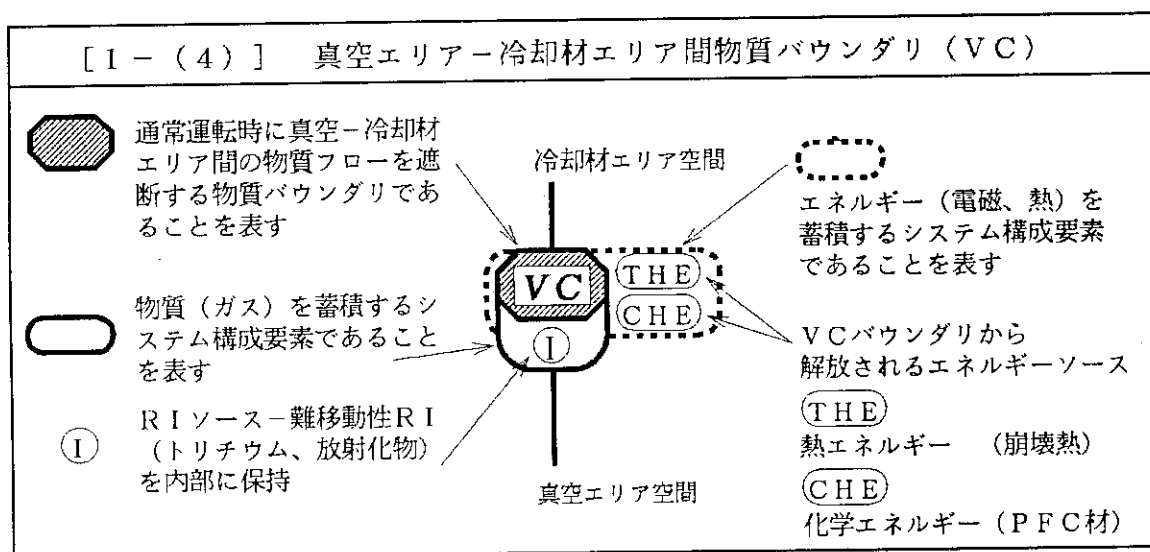 [1-(4)] 真空エリア-冷却材エリア間物質バウンダリ(VC)
通常運転時に真空-冷却材
エリア間の物質フローを遮
断する物質バウンダリであ
ることを表す
物質(ガス)を蓄積するシ
ステム構成要素であること
を表す
I
RIソース-難移動性RI
(トリチウム、放射化物)
を内部に保持
冷却材エリア空間
VC
THE
CHE
I
真空エリア空間
エネルギー(電磁、熱)を
蓄積するシステム構成要素
であることを表す
VCバウンダリから
解放されるエネルギーソース
THE
熱エネルギー (崩壊熱)
CHE
化学エネルギー(PFC材)